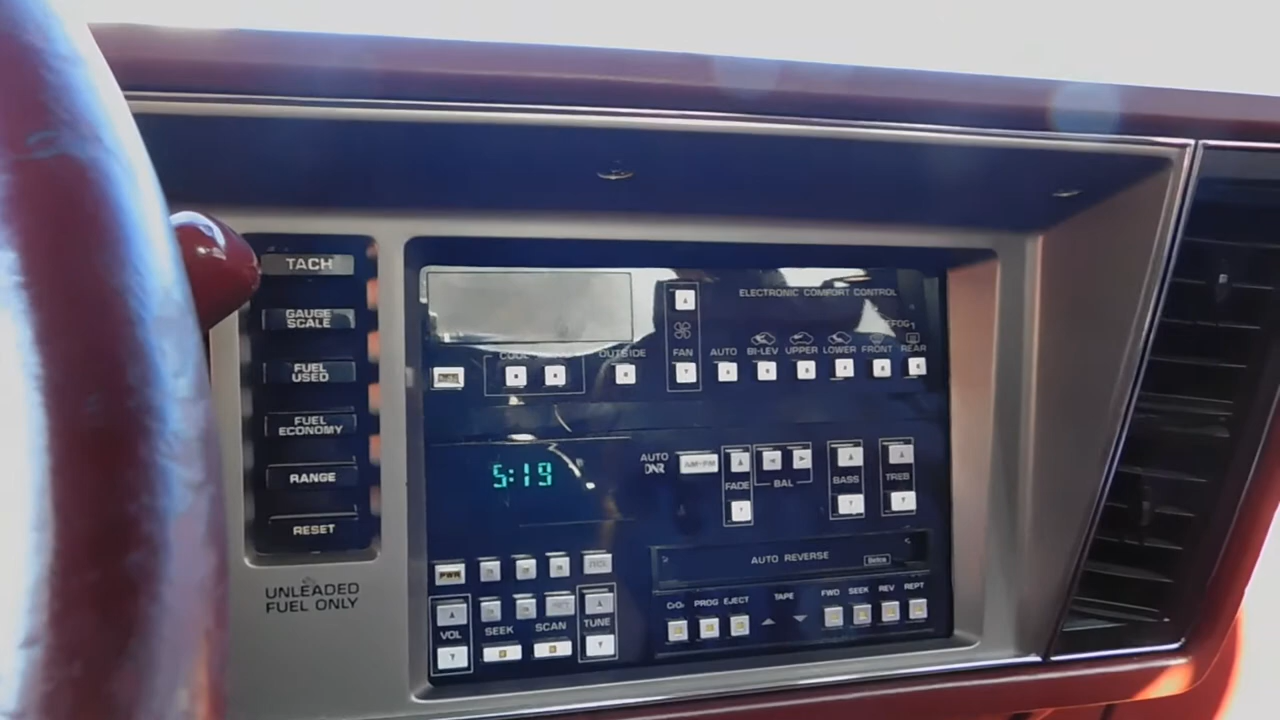 TACH
GAUGE
SCALE
FUEL
USED
FUEL
ECONOMY
RANGE
RESET
UNLEADED
FUEL ONLY
ELECTRONIC COMFORT CONTROL
COOL
OUTSIDE
FAN
AUTO
BI-LEV
UPPER
LOWER
FRONT
REAR
5:19
AUTO
DNR
AM-FM
FADE
BAL
BASS
TREB
AUTO REVERSE
PWR
VOL
SEEK
SCAN
TUNE
CrO₂
PROG
EJECT
TAPE
FWD
SEEK
REV
REPT